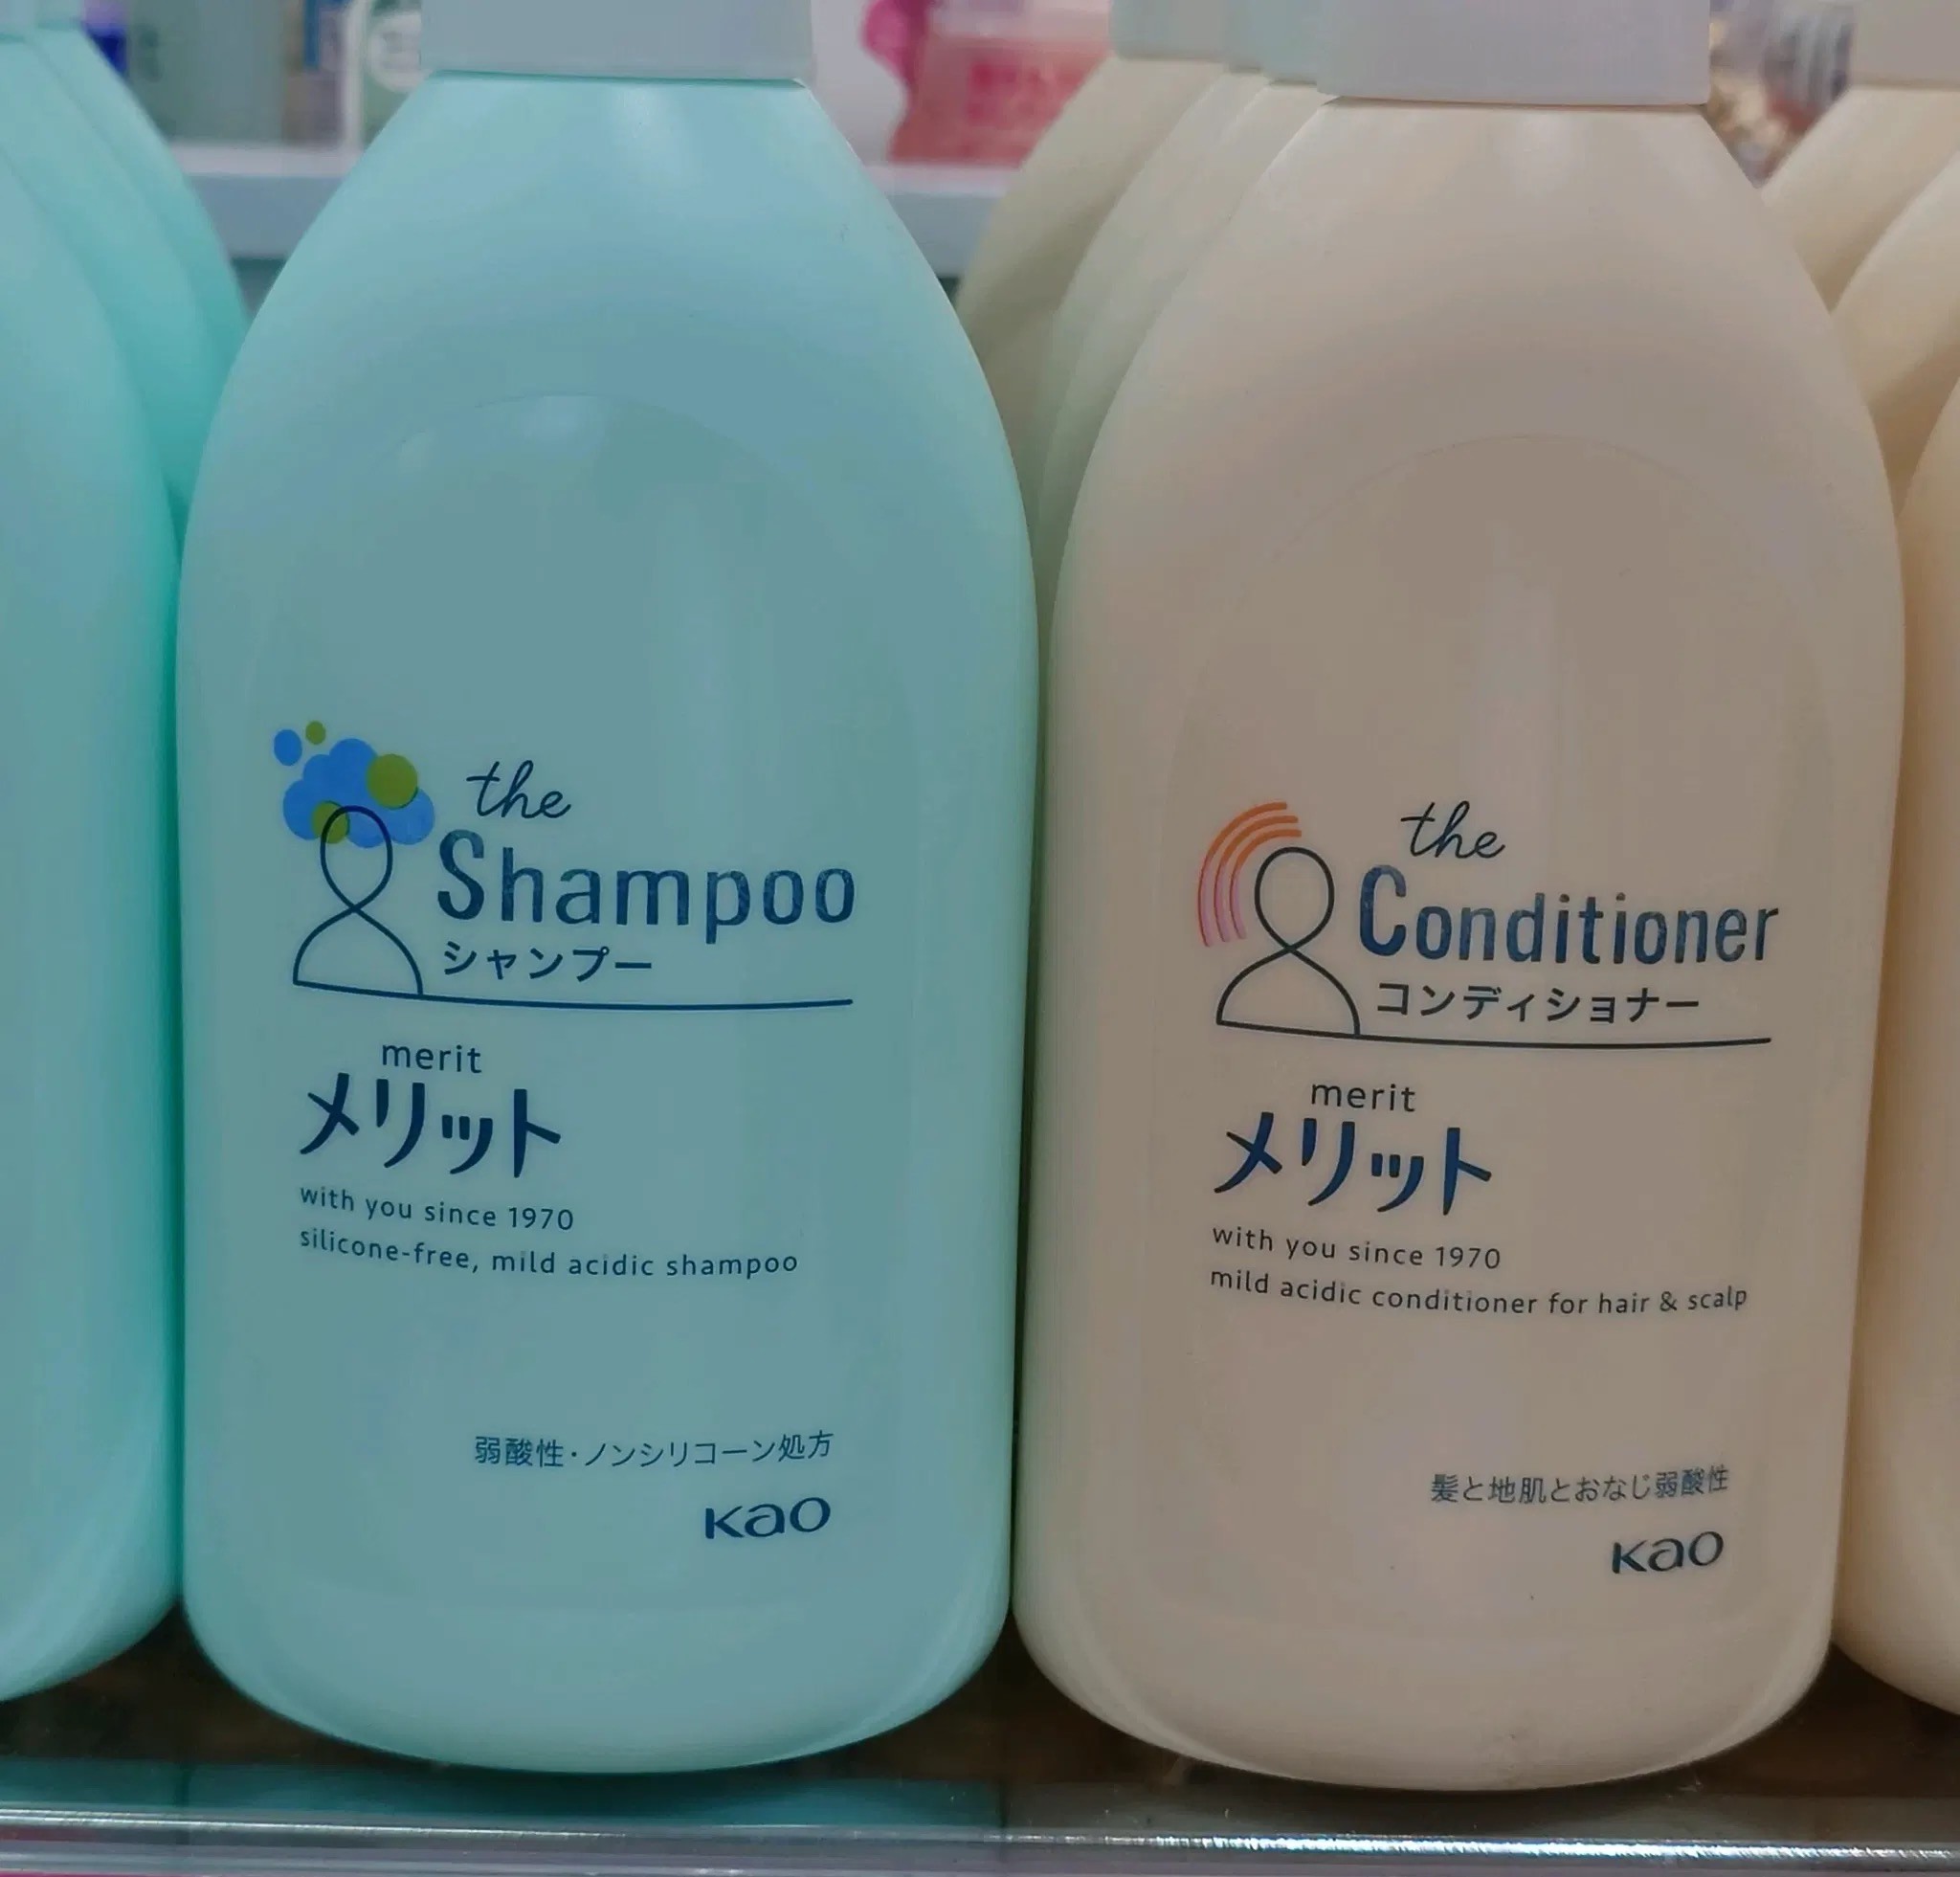 the
Shampoo
シャンプー
merit
メリット
with you since 1970
silicone-free, mild acidic shampoo
弱酸性・ノンシリコーン処方
Kao
the
Conditioner
コンディショナー
merit
メリット
with you since 1970
mild acidic conditioner for hair & scalp
髪と地肌とおなじ弱酸性
Kao